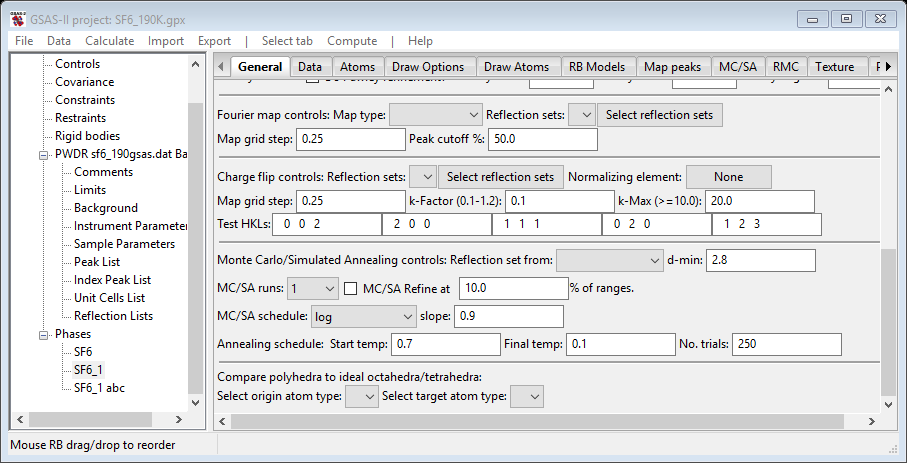 GSAS-II project: SF6_190K.gpx
File Data Calculate Import Export | Select tab Compute | Help
Controls
Covariance
Constraints
Restraints
Rigid bodies
PWDR sf6_190gsas.dat Ba
Comments
Limits
Background
Instrument Parameter
Sample Parameters
Peak List
Index Peak List
Unit Cells List
Reflection Lists
Phases
SF6
SF6_1
SF6_1 abc
General Data Atoms Draw Options Draw Atoms RB Models Map peaks MC/SA RMC Texture
Fourier map controls: Map type: Reflection sets: Select reflection sets
Map grid step: 0.25 Peak cutoff %: 50.0
Charge flip controls: Reflection sets: Select reflection sets Normalizing element: None
Map grid step: 0.25 k-Factor (0.1-1.2): 0.1 k-Max (>=10.0): 20.0
Test HKLs: 0 0 2 2 0 0 1 1 1 0 2 0 1 2 3
Monte Carlo/Simulated Annealing controls: Reflection set from: d-min: 2.8
MC/SA runs: 1 MC/SA Refine at 10.0 % of ranges.
MC/SA schedule: log slope: 0.9
Annealing schedule: Start temp: 0.7 Final temp: 0.1 No. trials: 250
Compare polyhedra to ideal octahedra/tetrahedra:
Select origin atom type: Select target atom type:
Mouse RB drag/drop to reorder